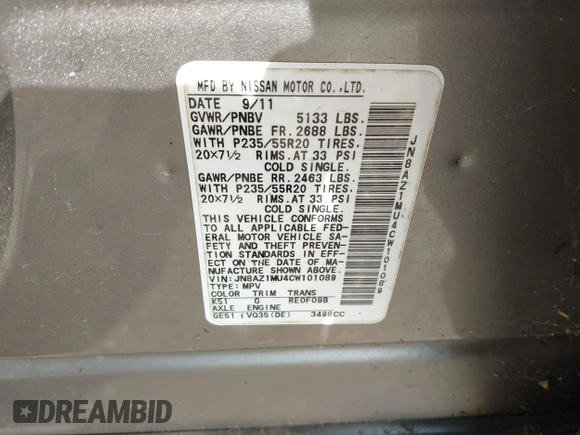 MFD BY NISSAN MOTOR CO.,LTD.
DATE 9/11
GVWR/PNBV 5133 LBS.
GAWR/PNBE FR. 2688 LBS.
WITH P235/55R20 TIRES.
20×7½ RIMS.AT 33 PSI
COLD SINGLE.
GAWR/PNBE RR. 2463 LBS.
WITH P235/55R20 TIRES.
20×7½ RIMS.AT 33 PSI
COLD SINGLE.
THIS VEHICLE CONFORMS
TO ALL APPLICABLE FED-
ERAL MOTOR VEHICLE SA-
FETY AND THEFT PREVEN-
TION STANDARDS IN EFF-
ECT ON THE DATE OF MA-
NUFACTURE SHOWN ABOVE.
VIN: JN8AZ1MU4CW101089
TYPE: MPV
COLOR TRIM TRANS
K51 G RE0F09B
AXLE ENGINE
GE51 VQ35(DE) 3498CC
JN8AZ1MU4CW101089
DREAMBID